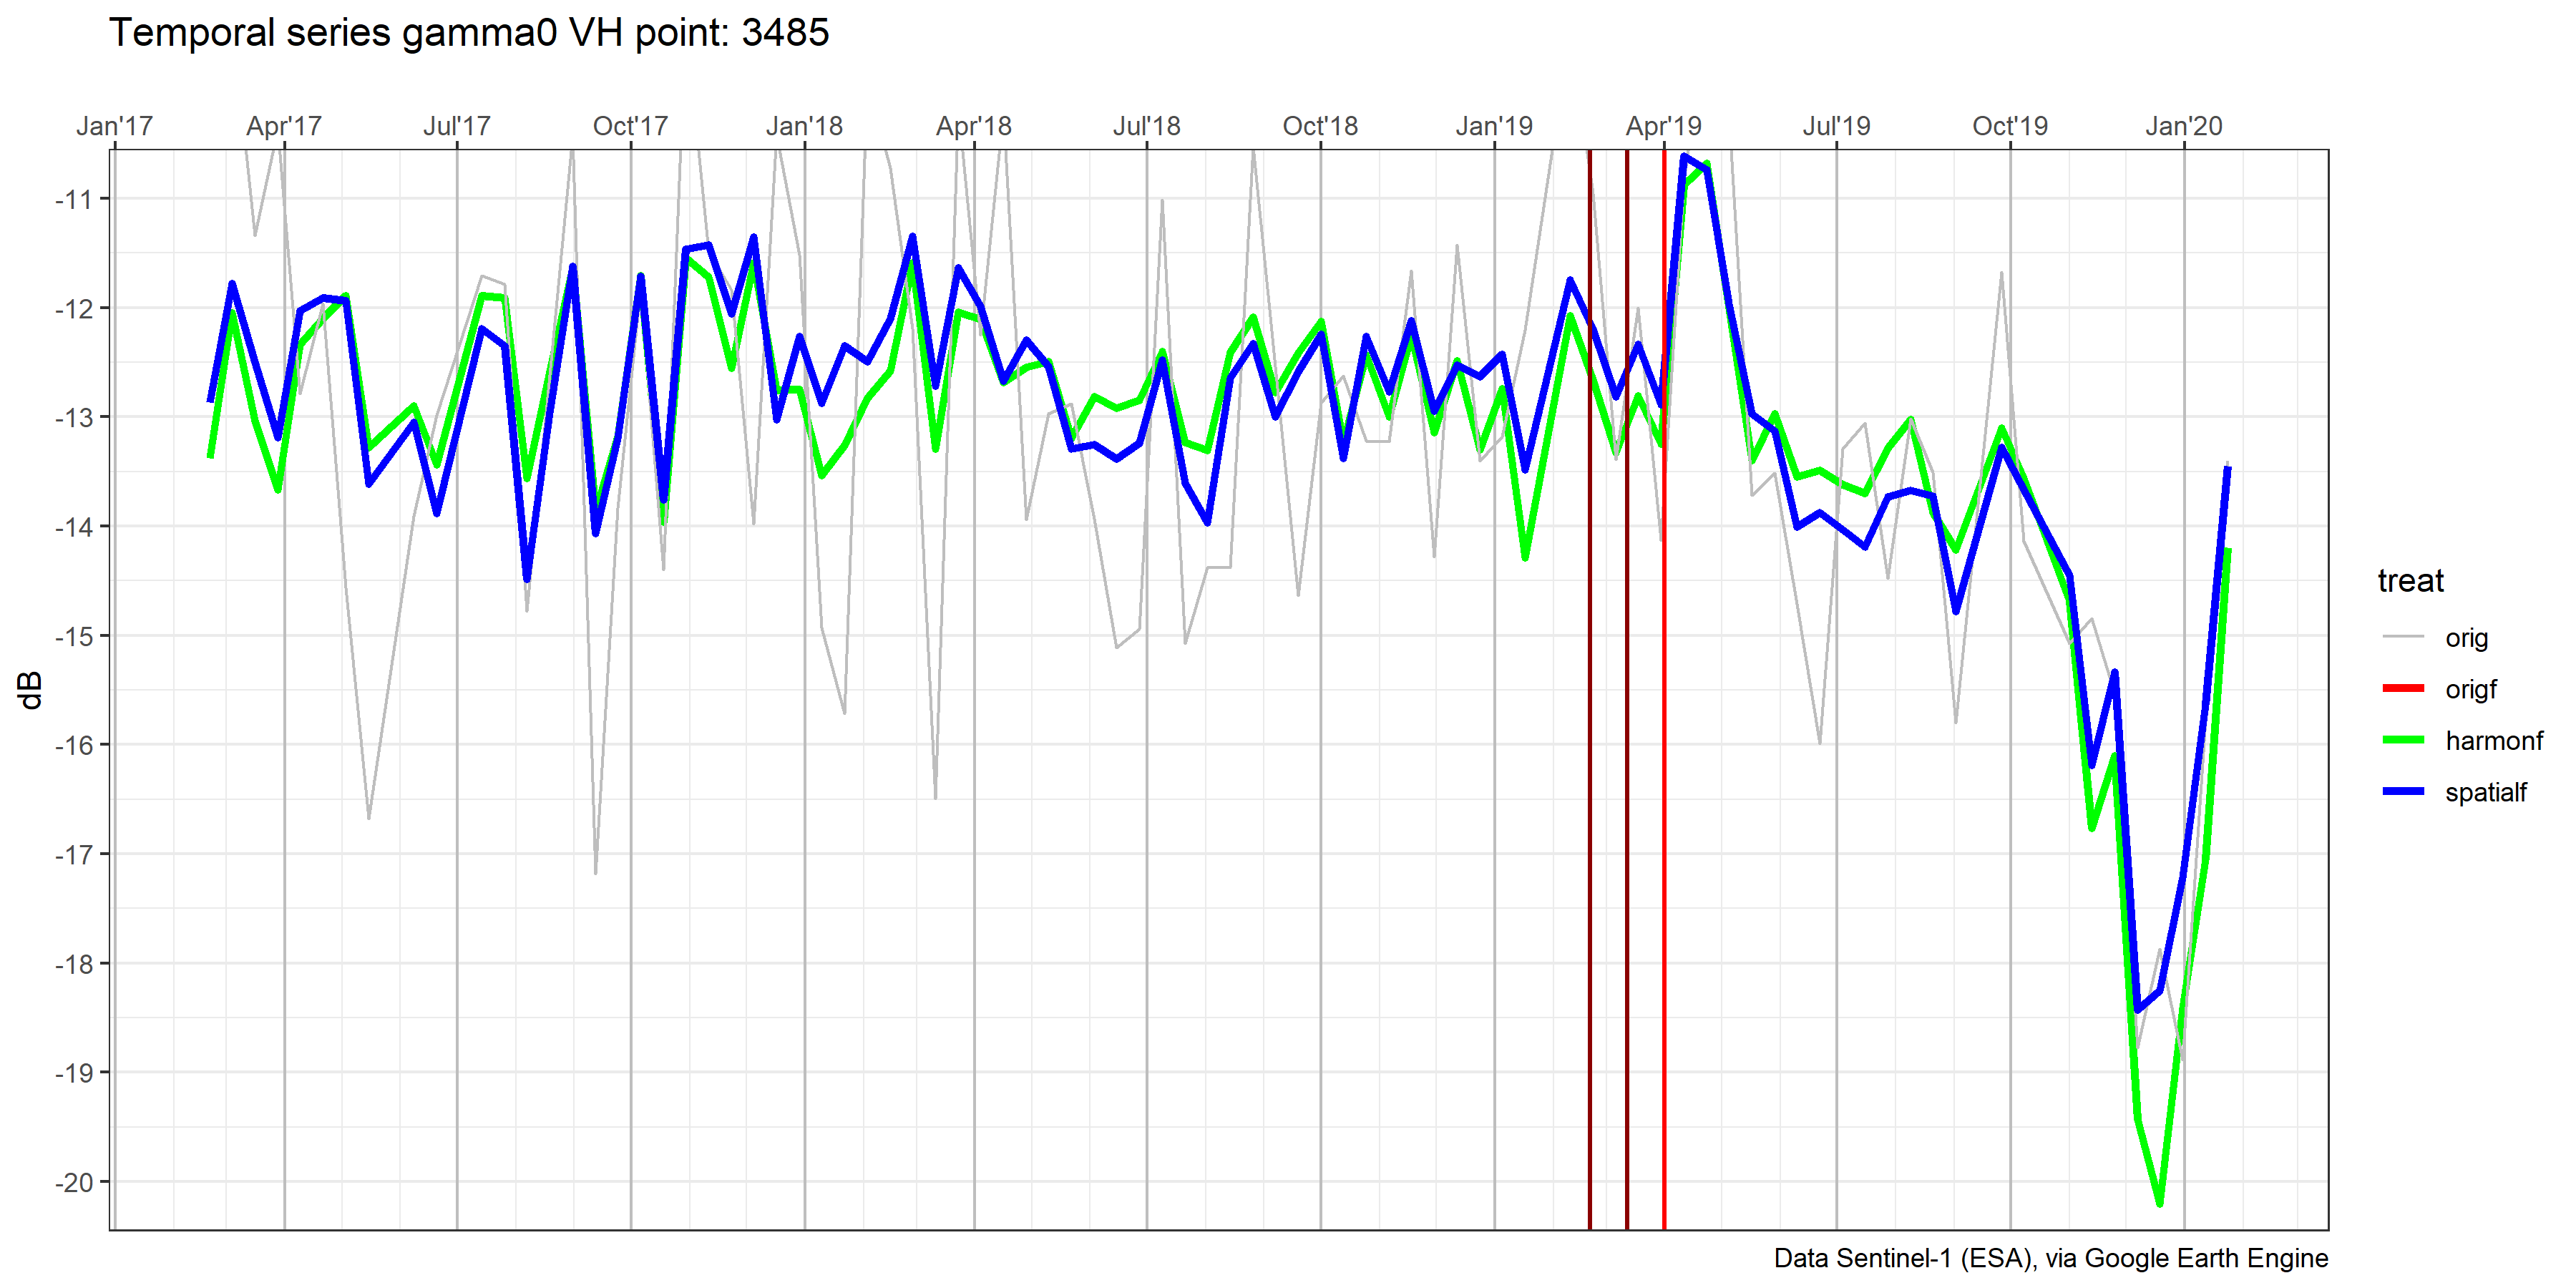 Temporal series gamma0 VH point: 3485
Jan'17 Apr'17 Jul'17 Oct'17 Jan'18 Apr'18 Jul'18 Oct'18 Jan'19 Apr'19 Jul'19 Oct'19 Jan'20
-11
-12
-13
-14
-15
-16
-17
-18
-19
-20
dB
treat
orig
origf
harmonf
spatialf
Data Sentinel-1 (ESA), via Google Earth Engine